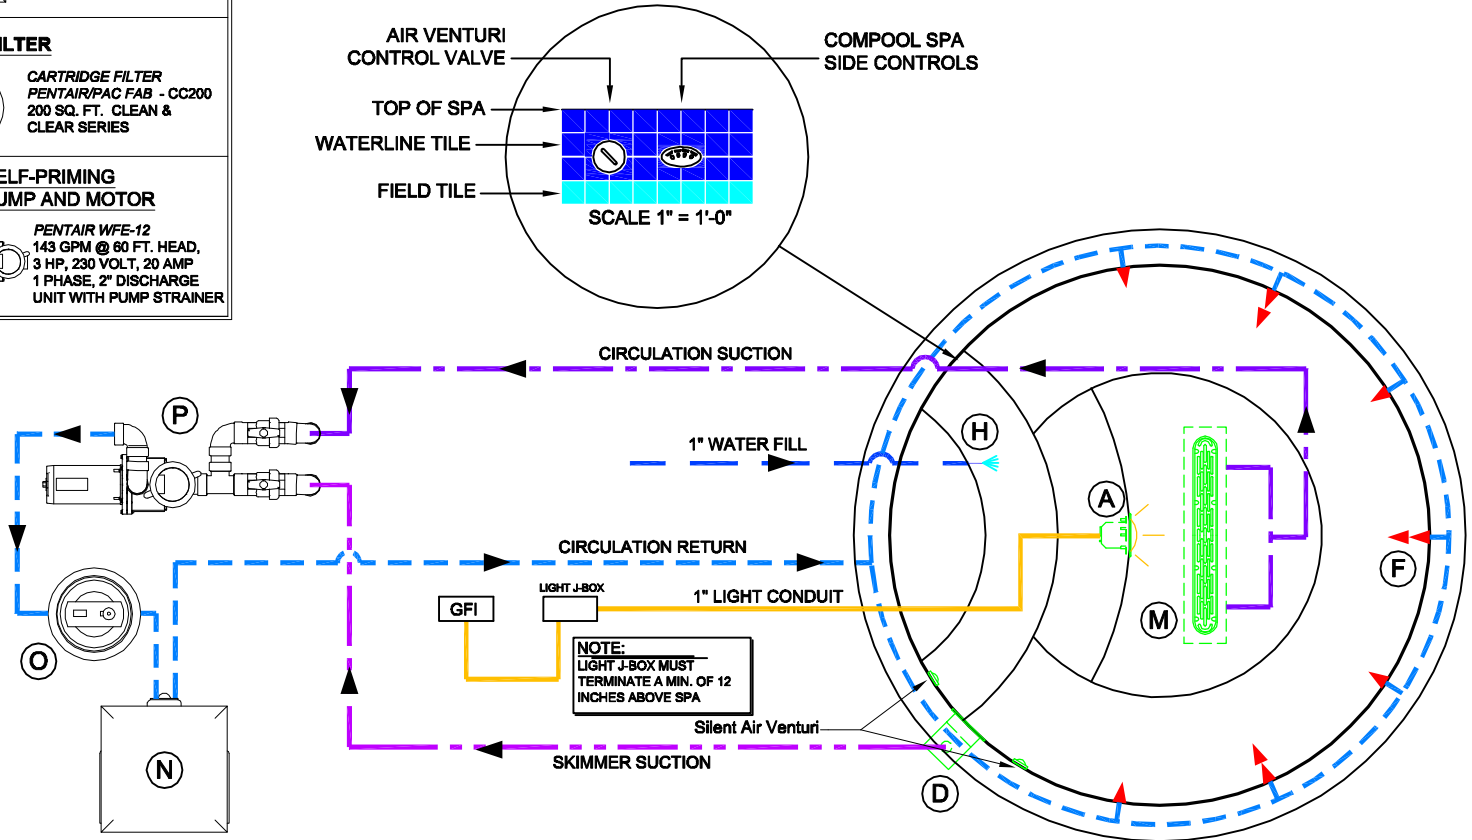 ILTER
CARTRIDGE FILTER
PENTAIR/PAC FAB - CC200
200 SQ. FT. CLEAN &
CLEAR SERIES
ELF-PRIMING
UMP AND MOTOR
PENTAIR WFE-12
143 GPM @ 60 FT. HEAD,
3 HP, 230 VOLT, 20 AMP
1 PHASE, 2" DISCHARGE
UNIT WITH PUMP STRAINER
AIR VENTURI
CONTROL VALVE
COMPOOL SPA
SIDE CONTROLS
TOP OF SPA
WATERLINE TILE
FIELD TILE
SCALE 1" = 1'-0"
CIRCULATION SUCTION
P
H
1" WATER FILL
A
CIRCULATION RETURN
F
LIGHT J-BOX
GFI
1" LIGHT CONDUIT
M
NOTE:
LIGHT J-BOX MUST
TERMINATE A MIN. OF 12
INCHES ABOVE SPA
O
Silent Air Venturi
SKIMMER SUCTION
N
D